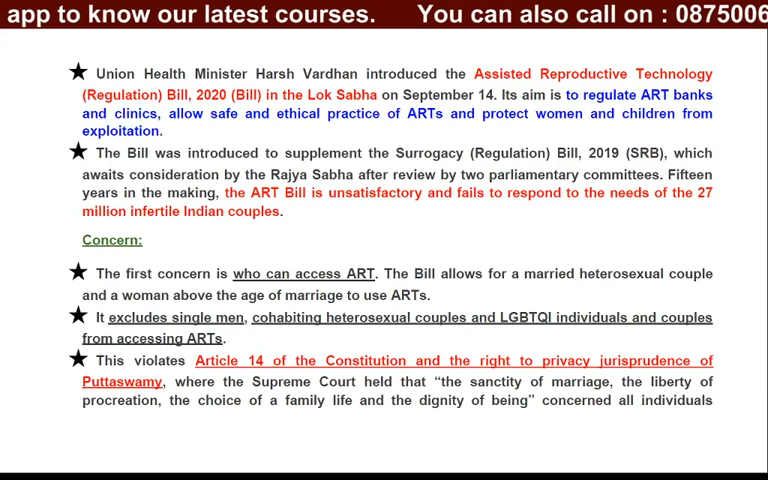 app to know our latest courses. You can also call on : 0875006
Union Health Minister Harsh Vardhan introduced the Assisted Reproductive Technology
(Regulation) Bill, 2020 (Bill) in the Lok Sabha on September 14. Its aim is to regulate ART banks
and clinics, allow safe and ethical practice of ARTs and protect women and children from
exploitation.
The Bill was introduced to supplement the Surrogacy (Regulation) Bill, 2019 (SRB), which
awaits consideration by the Rajya Sabha after review by two parliamentary committees. Fifteen
years in the making, the ART Bill is unsatisfactory and fails to respond to the needs of the 27
million infertile Indian couples.
Concern:
The first concern is who can access ART. The Bill allows for a married heterosexual couple
and a woman above the age of marriage to use ARTs.
It excludes single men, cohabiting heterosexual couples and LGBTQI individuals and couples
from accessing ARTs.
This violates Article 14 of the Constitution and the right to privacy jurisprudence of
Puttaswamy, where the Supreme Court held that “the sanctity of marriage, the liberty of
procreation, the choice of a family life and the dignity of being” concerned all individuals